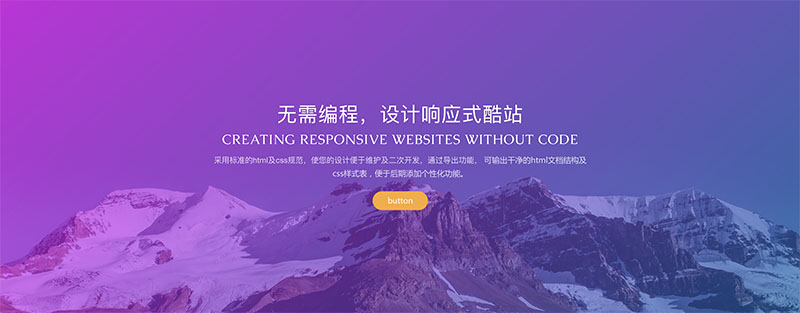 无需编程，设计响应式酷站
CREATING RESPONSIVE WEBSITES WITHOUT CODE
采用标准的html及css规范，使您的设计便于维护及二次开发，通过导出功能， 可输出干净的html文档结构及
css样式表，便于后期添加个性化功能。
button